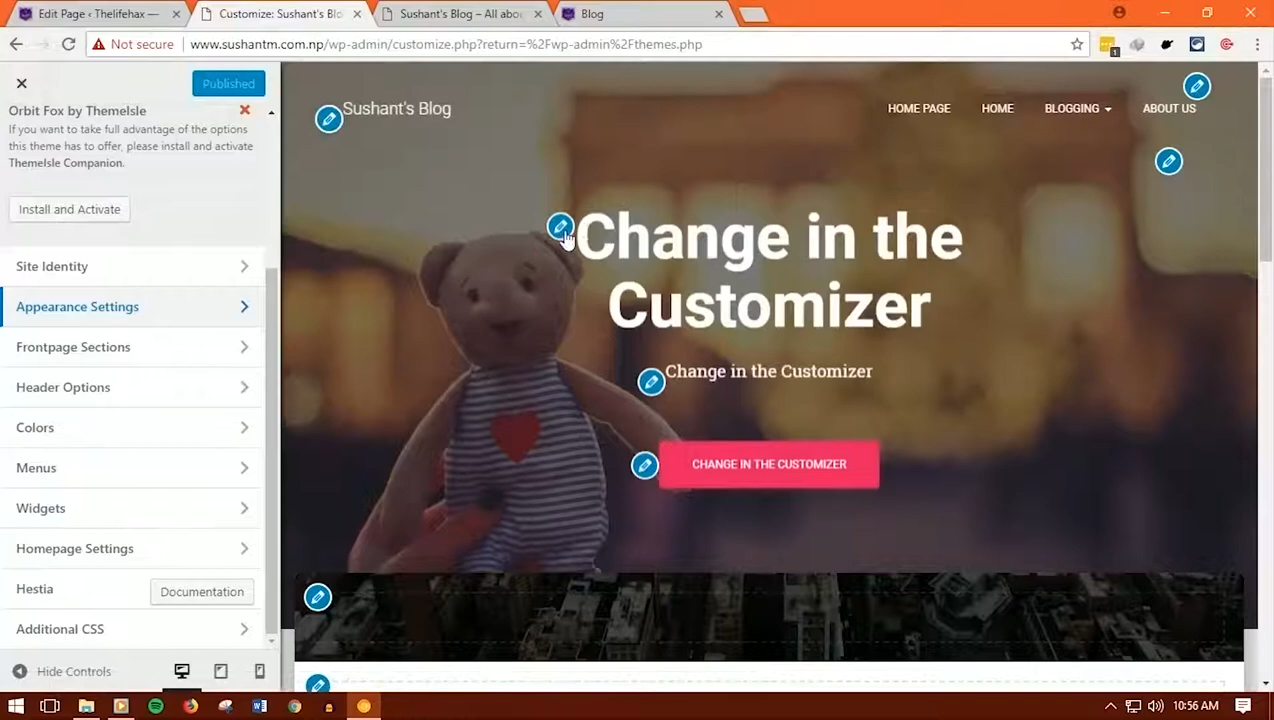 Edit Page ‹ Thelifehax —
Customize: Sushant's Blo
Sushant's Blog – All abou
Blog
Not secure
www.sushantm.com.np/wp-admin/customize.php?return=%2Fwp-admin%2Fthemes.php
1
Published
Orbit Fox by ThemeIsle
If you want to take full advantage of the options
this theme has to offer, please install and activate
ThemeIsle Companion.
Install and Activate
Site Identity
Appearance Settings
Frontpage Sections
Header Options
Colors
Menus
Widgets
Homepage Settings
Hestia
Documentation
Additional CSS
Hide Controls
Sushant's Blog
HOME PAGE
HOME
BLOGGING
ABOUT US
Change in the
Customizer
Change in the Customizer
CHANGE IN THE CUSTOMIZER
10:56 AM